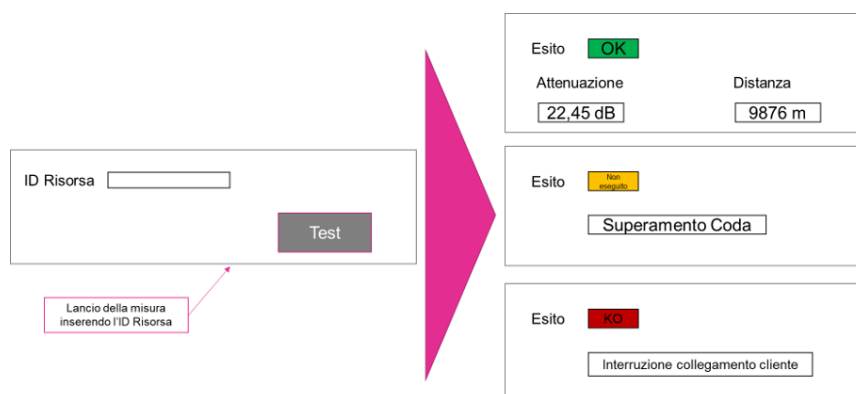 ID Risorsa
Test
Lancio della misura
inserendo l'ID Risorsa
Esito OK
Attenuazione Distanza
22,45 dB 9876 m
Esito Non
eseguito
Superamento Coda
Esito KO
Interruzione collegamento cliente